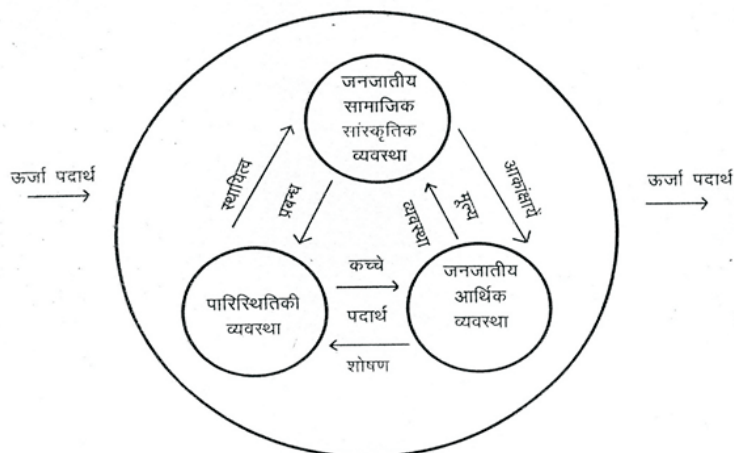 जनजातीय
सामाजिक
सांस्कृतिक
व्यवस्था
ऊर्जा पदार्थ
ऊर्जा पदार्थ
स्थायित्व
प्रबन्ध
व्यवस्था
मूल्य
आकांक्षायें
पारिस्थितिकी
व्यवस्था
कच्चे
पदार्थ
शोषण
जनजातीय
आर्थिक
व्यवस्था